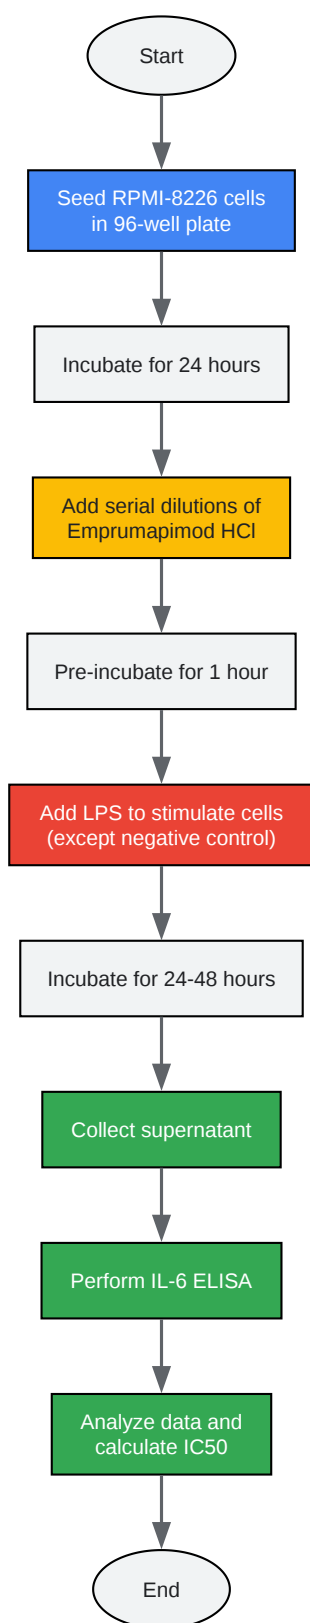 Start
Seed RPMI-8226 cells
in 96-well plate
Incubate for 24 hours
Add serial dilutions of
Emprumapimod HCl
Pre-incubate for 1 hour
Add LPS to stimulate cells
(except negative control)
Incubate for 24-48 hours
Collect supernatant
Perform IL-6 ELISA
Analyze data and
calculate IC50
End